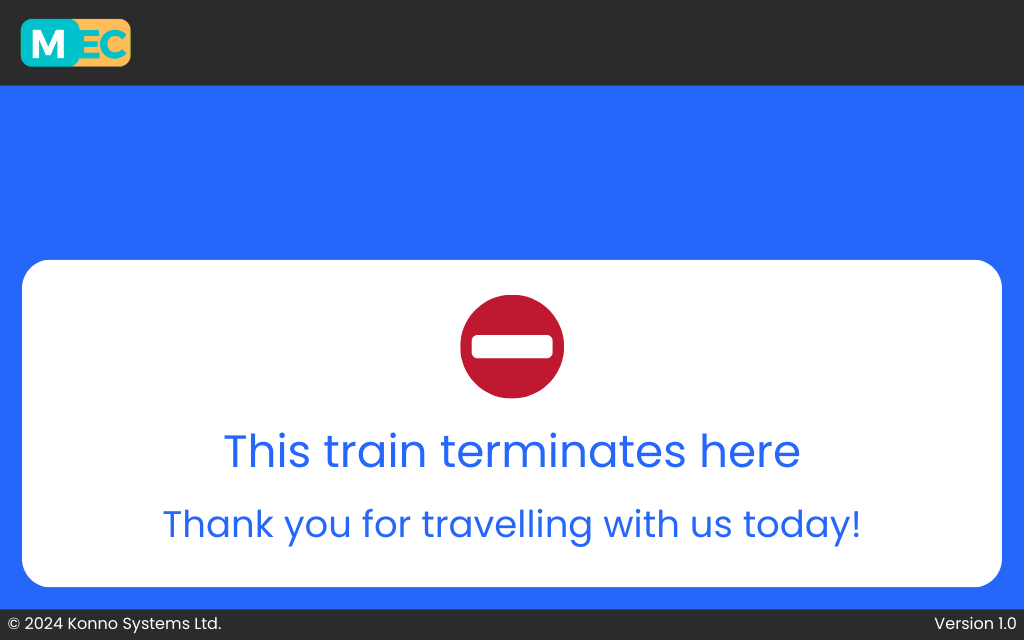 MEC
This train terminates here
Thank you for travelling with us today!
© 2024 Konno Systems Ltd.
Version 1.0